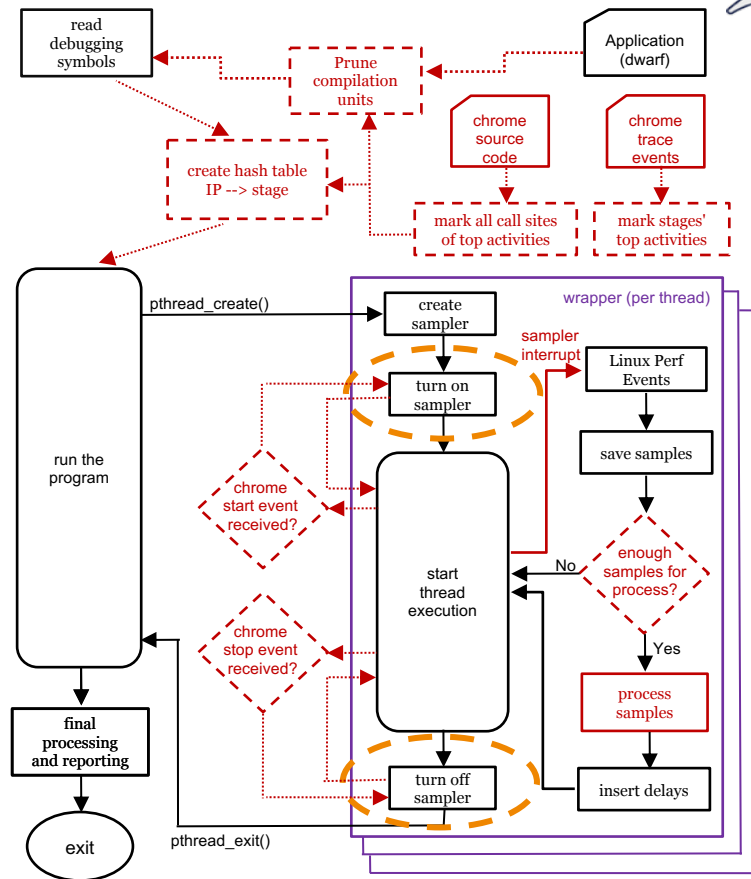 read
debugging
symbols
Prune
compilation
units
Application
(dwarf)
chrome
source
code
chrome
trace
events
create hash table
IP --> stage
mark all call sites
of top activities
mark stages'
top activities
wrapper (per thread)
pthread_create()
create
sampler
sampler
interrupt
Linux Perf
Events
turn on
sampler
save samples
run the
program
chrome
start event
received?
enough
samples for
process?
No
start
thread
execution
Yes
chrome
stop event
received?
process
samples
final
processing
and reporting
turn off
sampler
insert delays
pthread_exit()
exit